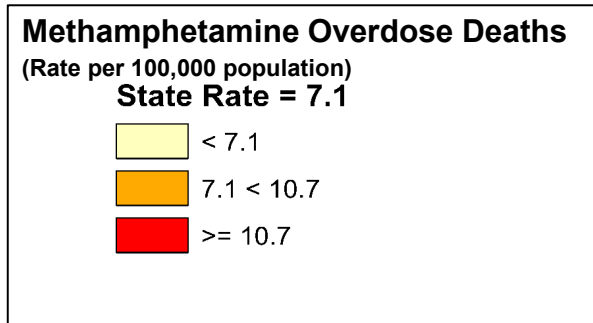 Methamphetamine Overdose Deaths
(Rate per 100,000 population)
State Rate = 7.1
< 7.1
7.1 < 10.7
>= 10.7